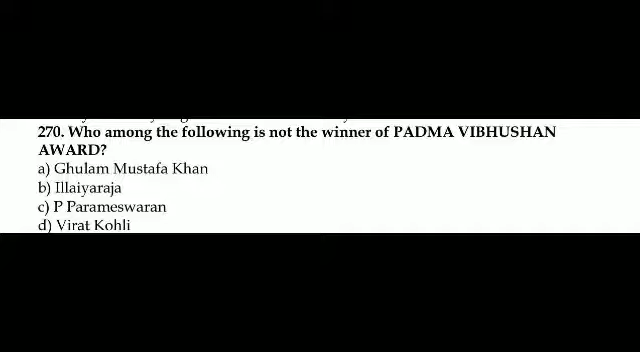 270. Who among the following is not the winner of PADMA VIBHUSHAN
AWARD?
a) Ghulam Mustafa Khan
b) Illaiyaraja
c) P Parameswaran
d) Virat Kohli